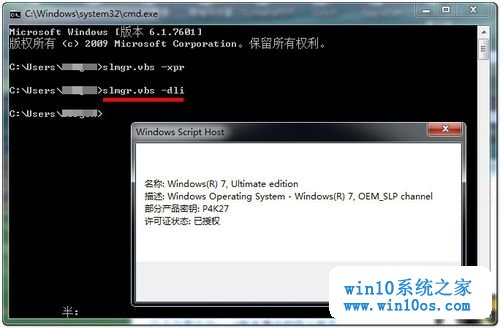 C:\Windows\system32\cmd.exe
Microsoft Windows [版本 6.1.7601]
版权所有 (c) 2009 Microsoft Corporation。保留所有权利。
C:\Users\ >slmgr.vbs -xpr
C:\Users\ >slmgr.vbs -dli
C:\Users\ >
Windows Script Host
名称: Windows(R) 7, Ultimate edition
描述: Windows Operating System - Windows(R) 7, OEM_SLP channel
部分产品密钥: P4K27
许可证状态: 已授权
半:
win10系统之家
www.win10os.com